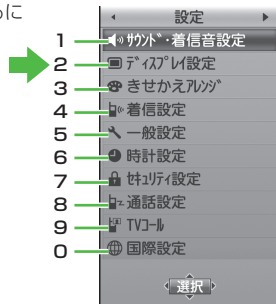 らに
設定
1 サウンド・着信音設定
2 ディスプレイ設定
3 きせかえアレンジ
4 着信設定
5 一般設定
6 時計設定
7 セキュリティ設定
8 通話設定
9 TVコール
0 国際設定
選択